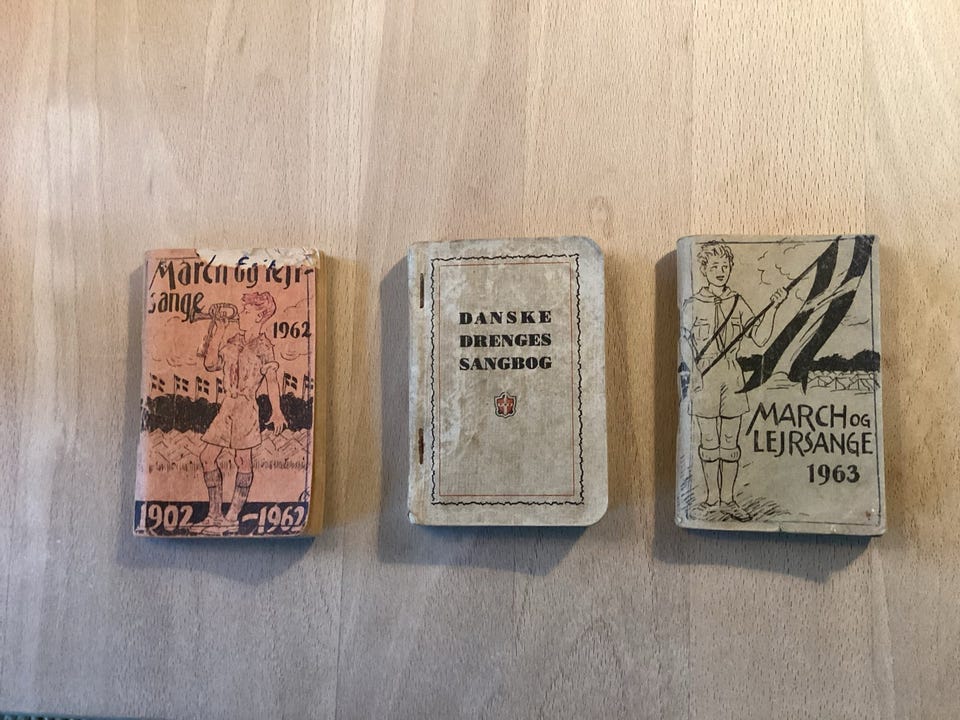 March og lejr-
sange
1962
1902 -1962
DANSKE
DRENGES
SANGBOG
MARCH OG
LEJRSANGE
1963